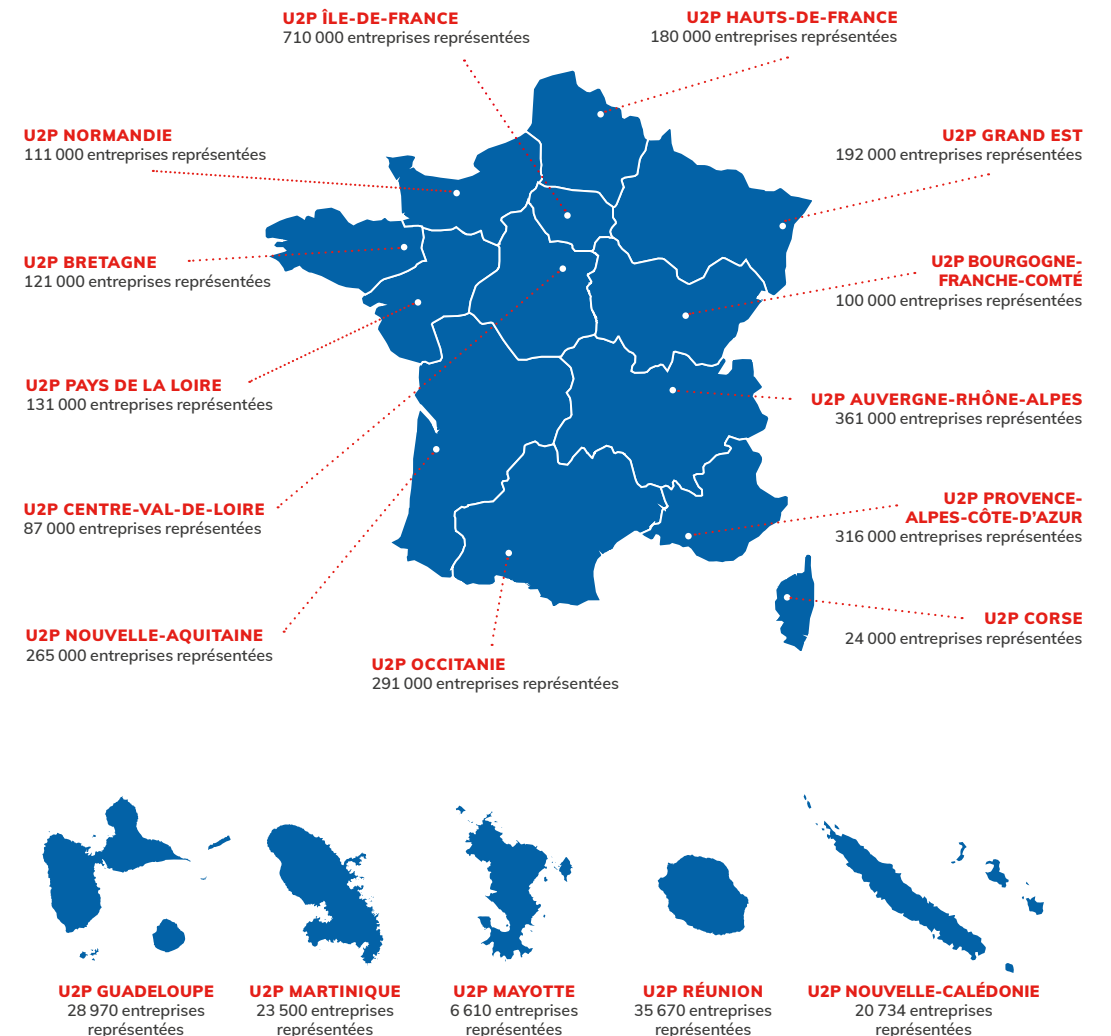 U2P ÎLE-DE-FRANCE
710 000 entreprises représentées
U2P HAUTS-DE-FRANCE
180 000 entreprises représentées
U2P NORMANDIE
111 000 entreprises représentées
U2P GRAND EST
192 000 entreprises représentées
U2P BRETAGNE
121 000 entreprises représentées
U2P BOURGOGNE-
FRANCHE-COMTÉ
100 000 entreprises représentées
U2P PAYS DE LA LOIRE
131 000 entreprises représentées
U2P AUVERGNE-RHÔNE-ALPES
361 000 entreprises représentées
U2P CENTRE-VAL-DE-LOIRE
87 000 entreprises représentées
U2P PROVENCE-
ALPES-CÔTE-D’AZUR
316 000 entreprises représentées
U2P NOUVELLE-AQUITAINE
265 000 entreprises représentées
U2P OCCITANIE
291 000 entreprises représentées
U2P CORSE
24 000 entreprises représentées
U2P GUADELOUPE
28 970 entreprises
représentées
U2P MARTINIQUE
23 500 entreprises
représentées
U2P MAYOTTE
6 610 entreprises
représentées
U2P RÉUNION
35 670 entreprises
représentées
U2P NOUVELLE-CALÉDONIE
20 734 entreprises
représentées